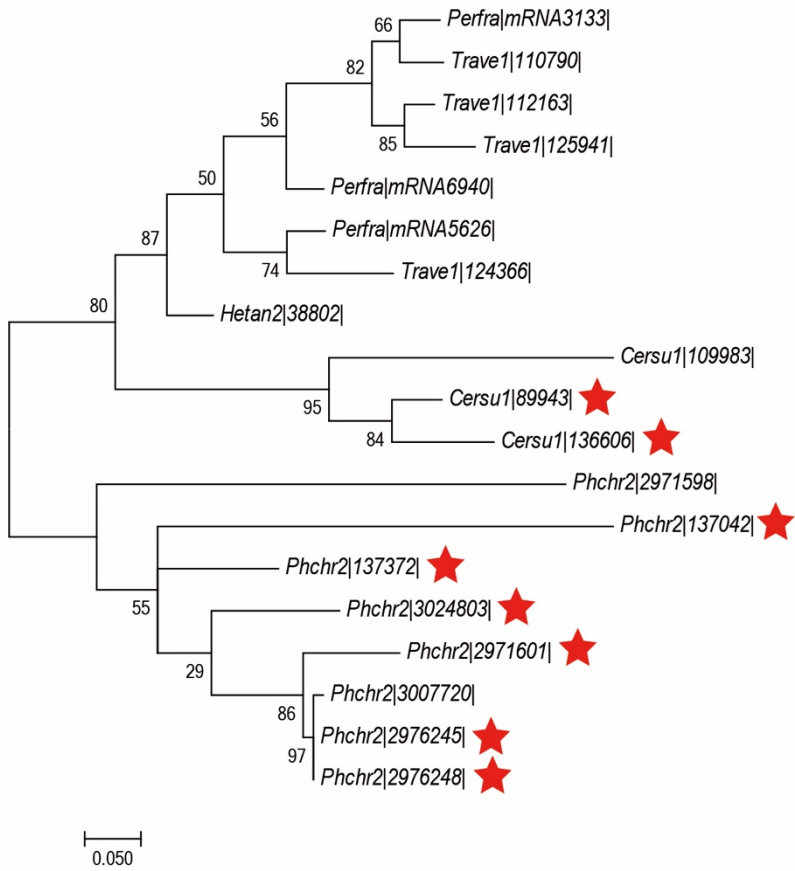 Perfra|mRNA3133|
66
Trave1|110790|
82
Trave1|112163|
56
85
Trave1|125941|
50
Perfra|mRNA6940|
Perfra|mRNA5626|
87
74
Trave1|124366|
80
Hetan2|38802|
Cersu1|109983|
95
Cersu1|89943|
84
Cersu1|136606|
Phchr2|2971598|
Phchr2|137042|
Phchr2|137372|
55
Phchr2|3024803|
29
Phchr2|2971601|
Phchr2|3007720|
86
Phchr2|2976245|
97
Phchr2|2976248|
0.050